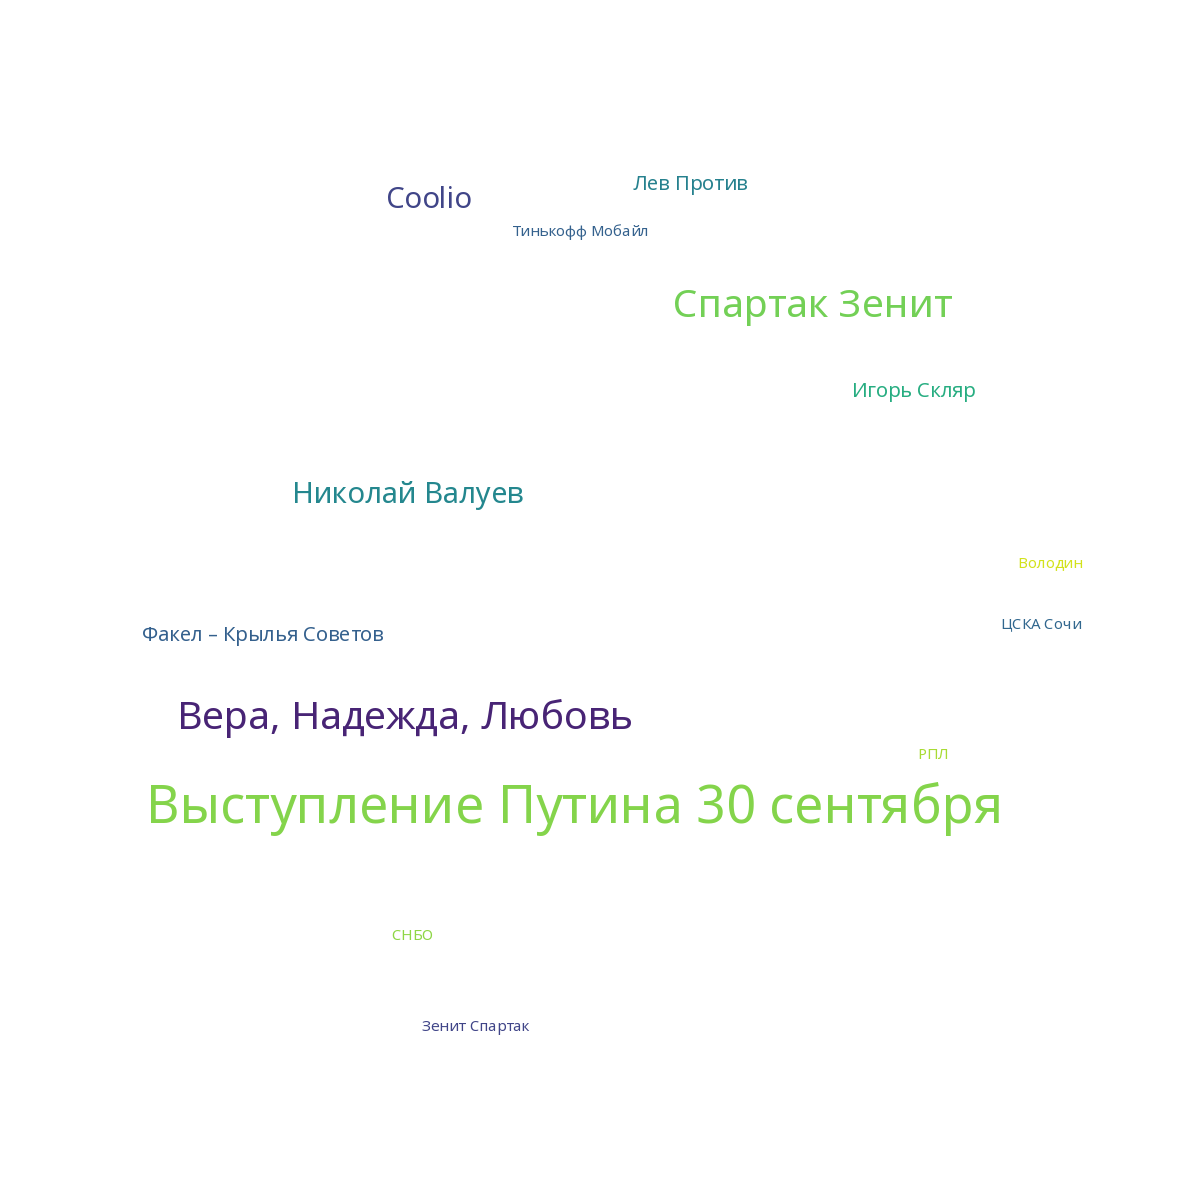 Лев Против
Coolio
Тинькофф Мобайл
Спартак Зенит
Игорь Скляр
Николай Валуев
Володин
ЦСКА Сочи
Факел – Крылья Советов
Вера, Надежда, Любовь
РПЛ
Выступление Путина 30 сентября
СНБО
Зенит Спартак